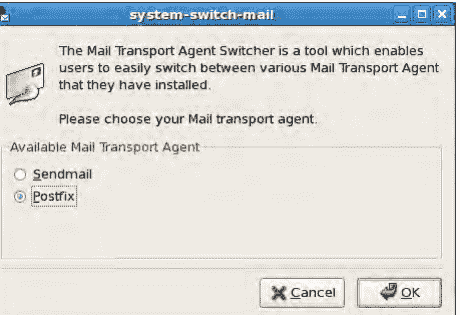 system-switch-mail
The Mail Transport Agent Switcher is a tool which enables
users to easily switch between various Mail Transport Agent
that they have installed.
Please choose your Mail transport agent.
Available Mail Transport Agent
Sendmail
Postfix
Cancel
OK